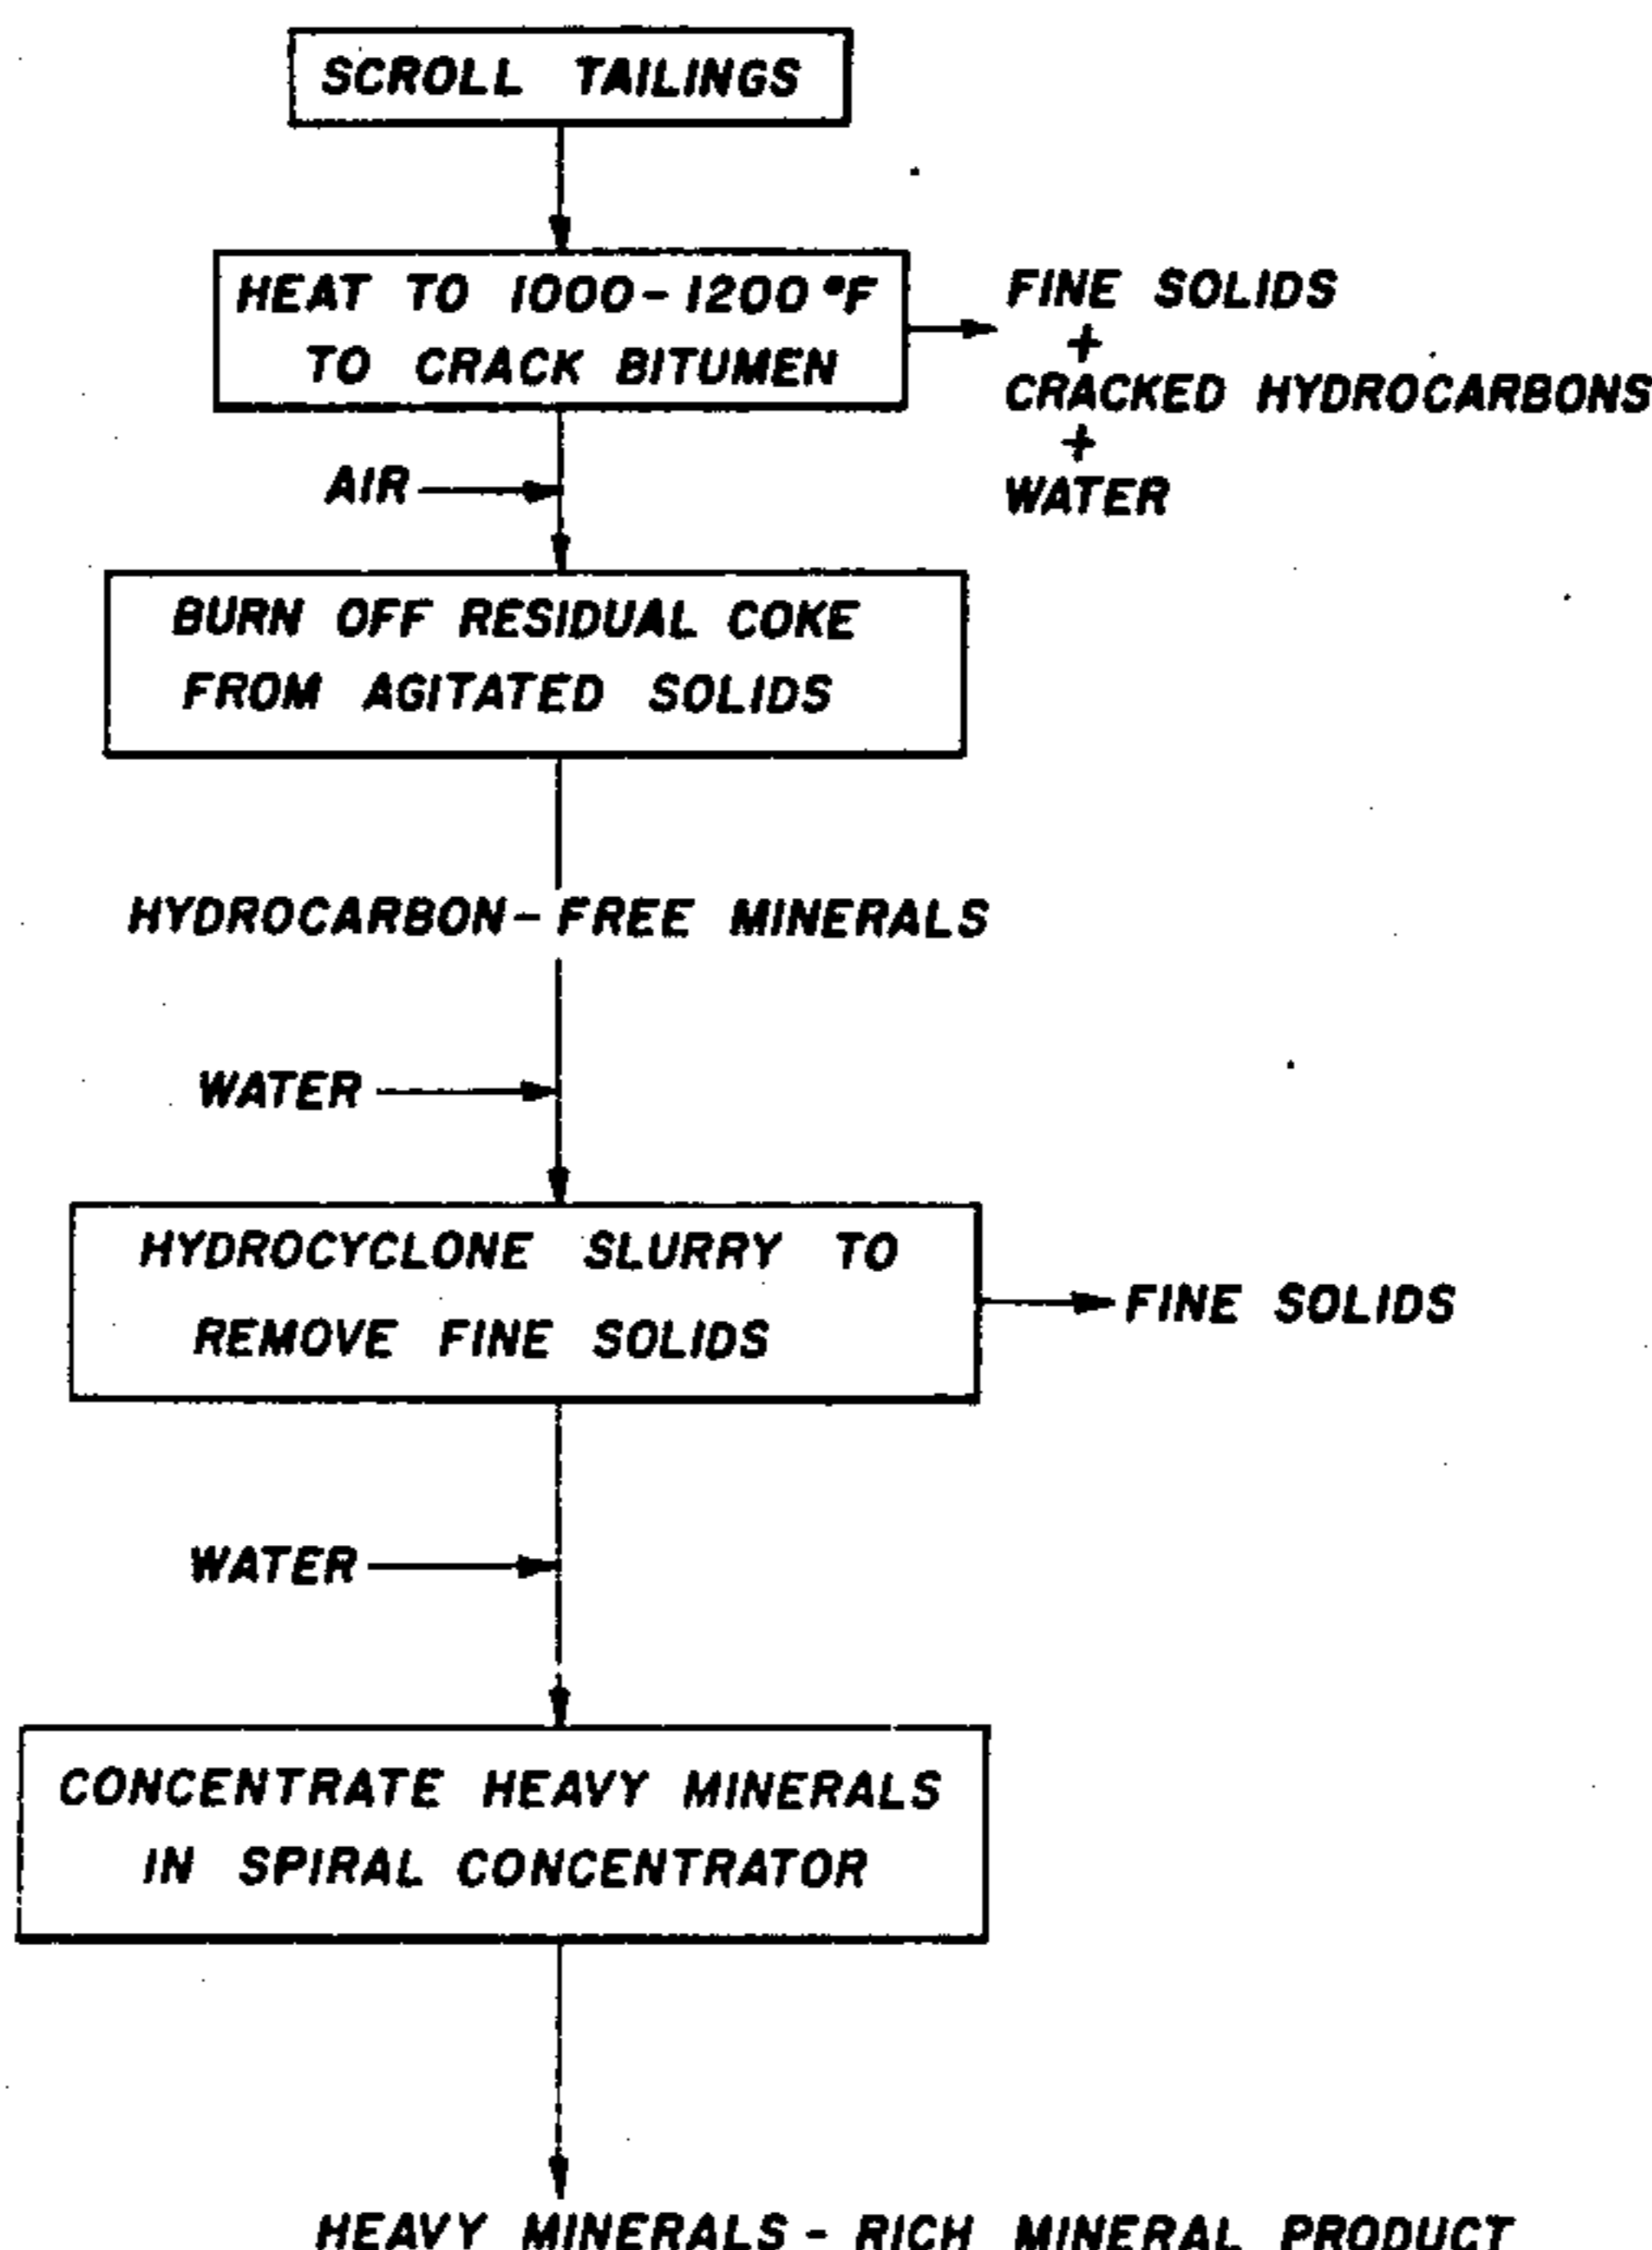 SCROLL TAILINGS
HEAT TO 1000-1200 °F
TO CRACK BITUMEN
FINE SOLIDS
+
CRACKED HYDROCARBONS
+
WATER
AIR
BURN OFF RESIDUAL COKE
FROM AGITATED SOLIDS
HYDROCARBON-FREE MINERALS
WATER
HYDROCYCLONE SLURRY TO
REMOVE FINE SOLIDS
FINE SOLIDS
WATER
CONCENTRATE HEAVY MINERALS
IN SPIRAL CONCENTRATOR
HEAVY MINERALS - RICH MINERAL PRODUCT